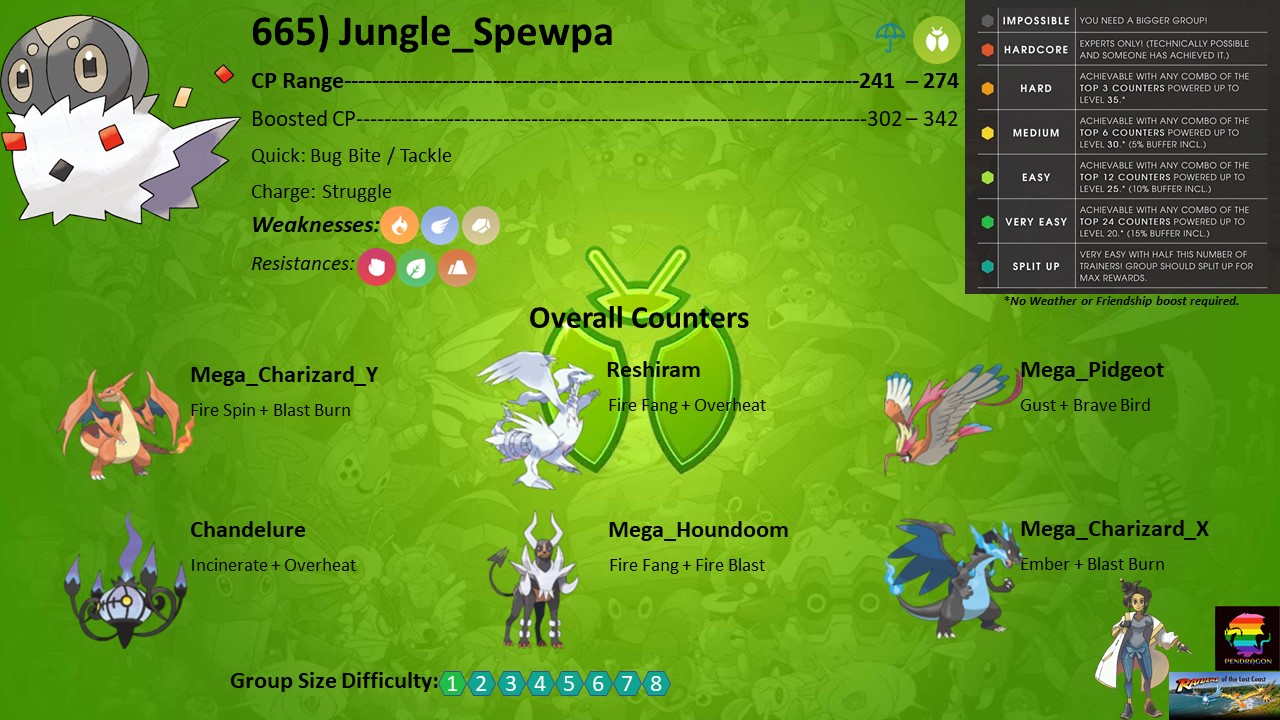 665) Jungle_Spewpa
CP Range-----241 – 274
Boosted CP-----302 – 342
Quick: Bug Bite / Tackle
Charge: Struggle
Weaknesses:
Resistances:
IMPOSSIBLE YOU NEED A BIGGER GROUP!
HARDCORE EXPERTS ONLY! (TECHNICALLY POSSIBLE
AND SOMEONE HAS ACHIEVED IT.)
HARD ACHIEVABLE WITH ANY COMBO OF THE
TOP 3 COUNTERS POWERED UP TO
LEVEL 35.*
MEDIUM ACHIEVABLE WITH ANY COMBO OF THE
TOP 6 COUNTERS POWERED UP TO
LEVEL 30.* (5% BUFFER INCL.)
EASY ACHIEVABLE WITH ANY COMBO OF THE
TOP 12 COUNTERS POWERED UP TO
LEVEL 25.* (10% BUFFER INCL.)
VERY EASY ACHIEVABLE WITH ANY COMBO OF THE
TOP 24 COUNTERS POWERED UP TO
LEVEL 20.* (15% BUFFER INCL.)
SPLIT UP VERY EASY WITH HALF THIS NUMBER OF
TRAINERS! GROUP SHOULD SPLIT UP FOR
MAX REWARDS.
*No Weather or Friendship boost required.
Overall Counters
Mega_Charizard_Y
Fire Spin + Blast Burn
Reshiram
Fire Fang + Overheat
Mega_Pidgeot
Gust + Brave Bird
Chandelure
Incinerate + Overheat
Mega_Houndoom
Fire Fang + Fire Blast
Mega_Charizard_X
Ember + Blast Burn
Group Size Difficulty: 1 2 3 4 5 6 7 8
PENDRAGON
RAIDERS of the Lost Coast